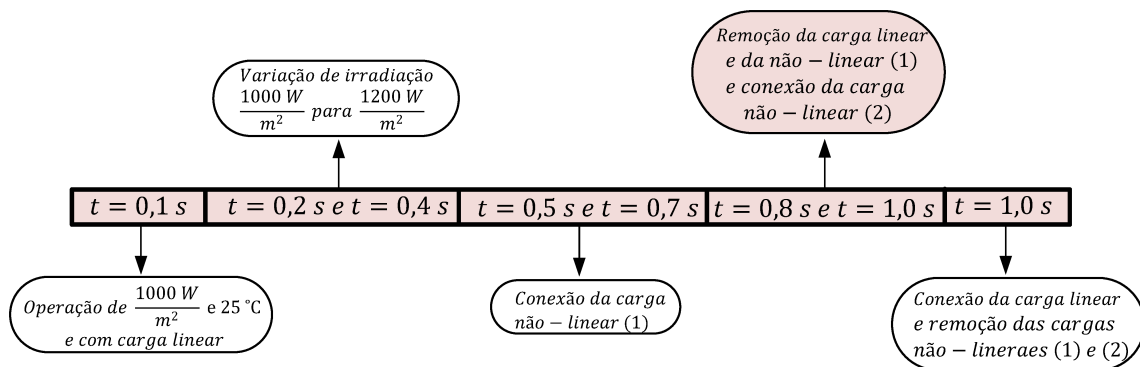 Remoção da carga linear
e da não − linear (1)
e conexão da carga
não − linear (2)
Variação de irradiação
1000 W
m² para 1200 W
m²
t = 0,1 s
t = 0,2 s e t = 0,4 s
t = 0,5 s e t = 0,7 s
t = 0,8 s e t = 1,0 s
t = 1,0 s
Operação de 1000 W
m² e 25 °C
e com carga linear
Conexão da carga
não − linear (1)
Conexão da carga linear
e remoção das cargas
não − lineraes (1) e (2)